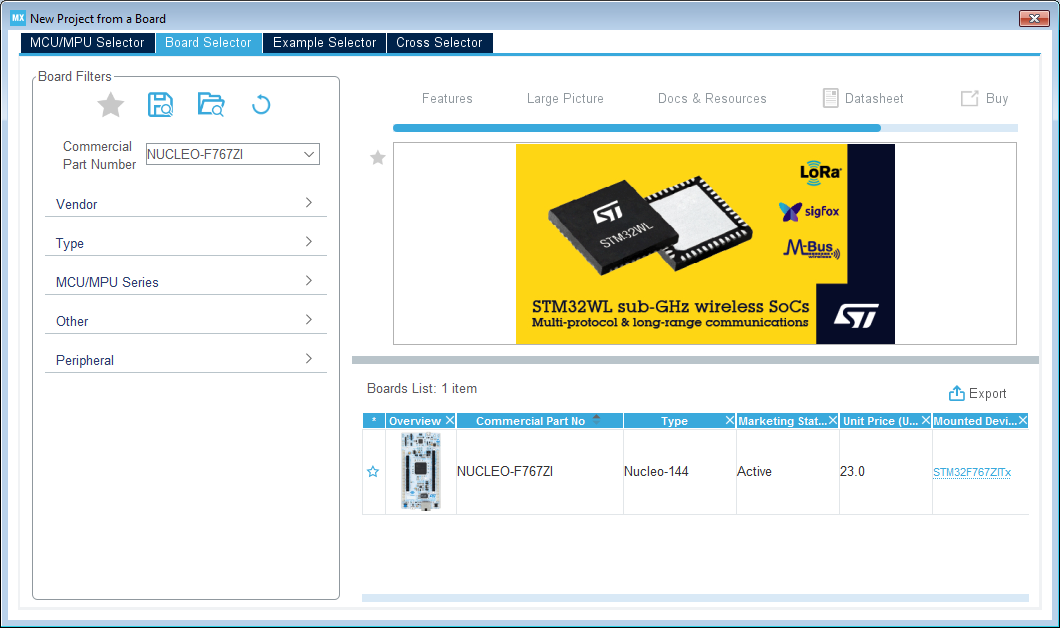 MX New Project from a Board
MCU/MPU Selector Board Selector Example Selector Cross Selector
Board Filters
Commercial
Part Number
NUCLEO-F767ZI
Vendor
Type
MCU/MPU Series
Other
Peripheral
Features Large Picture Docs & Resources Datasheet Buy
LoRa
sigfox
M-Bus
wireless
ST
STM32WL
STM32WL sub-GHz wireless SoCs
Multi-protocol & long-range communications
ST
Boards List: 1 item
Export
* Overview Commercial Part No Type Marketing Stat... Unit Price (U... Mounted Devi...
NUCLEO-F767ZI Nucleo-144 Active 23.0 STM32F767ZITx